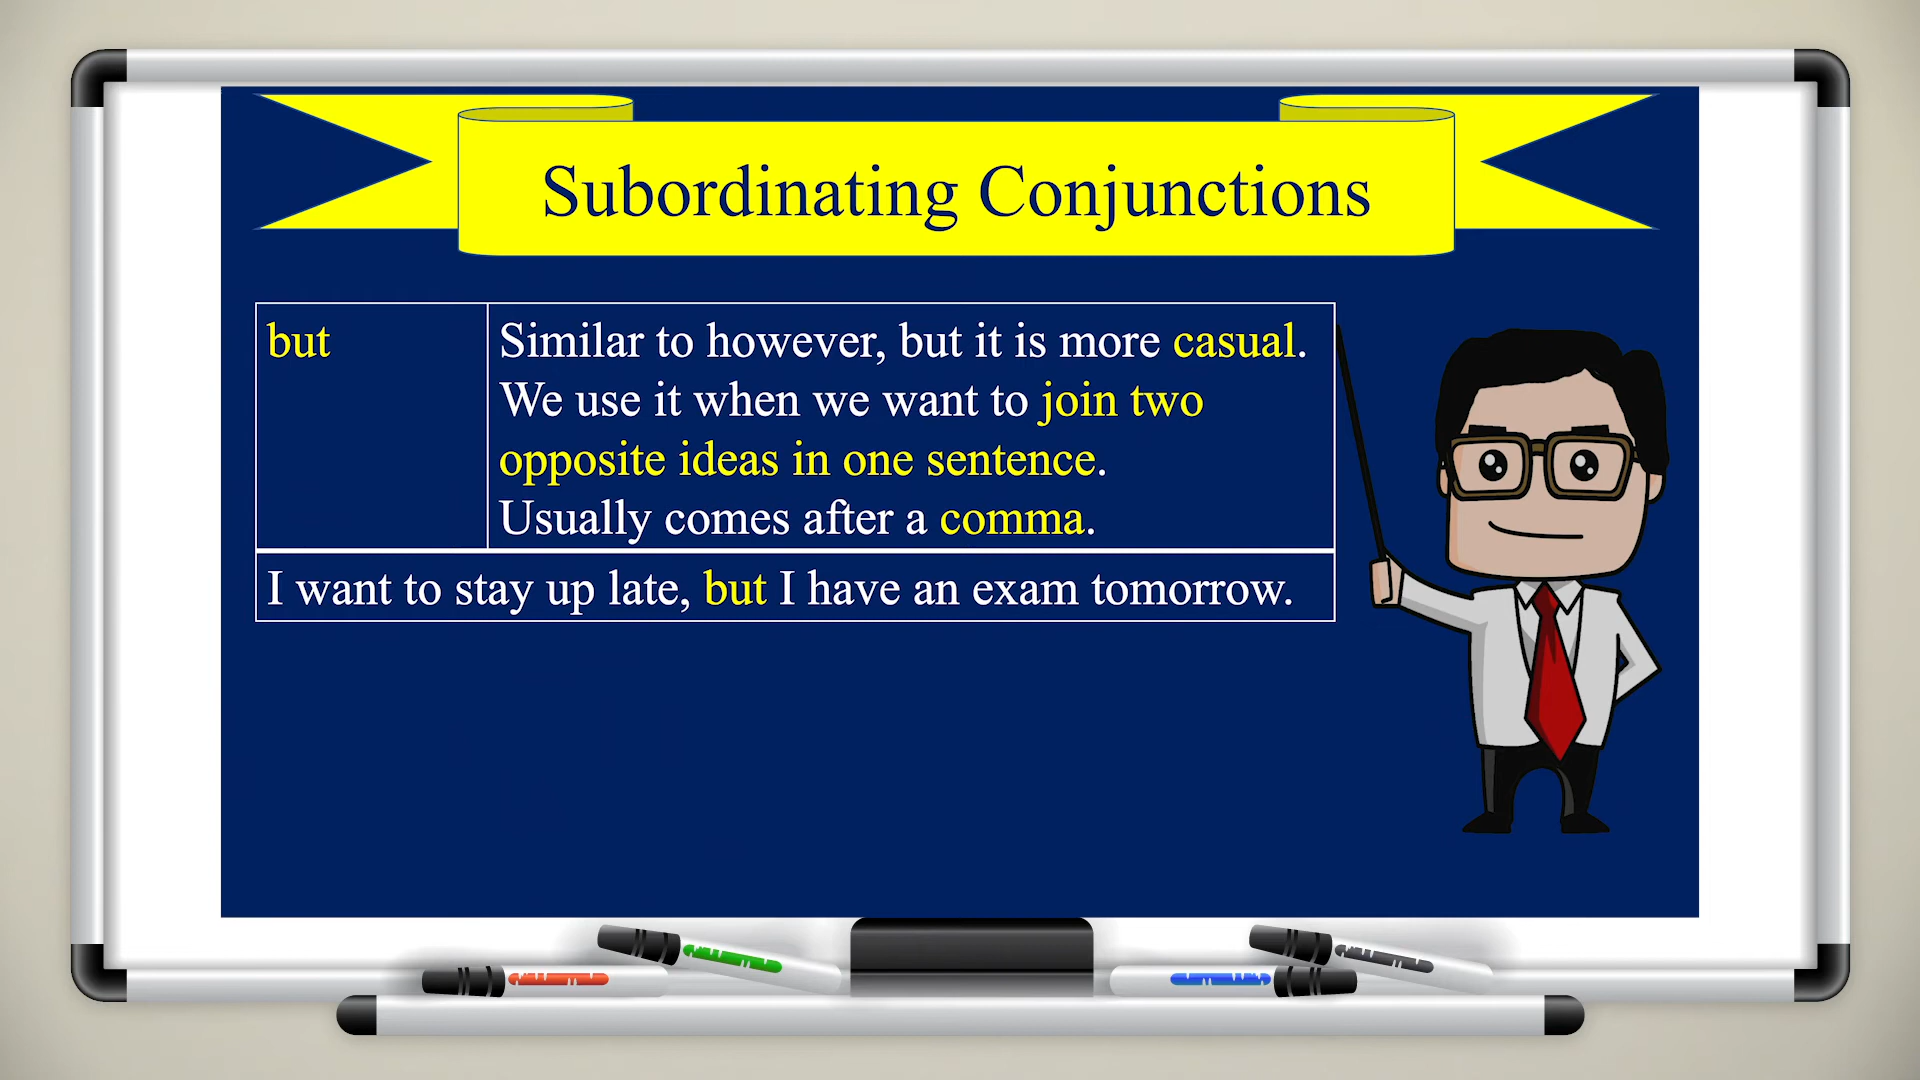 Subordinating Conjunctions
but
Similar to however, but it is more casual.
We use it when we want to join two
opposite ideas in one sentence.
Usually comes after a comma.
I want to stay up late, but I have an exam tomorrow.